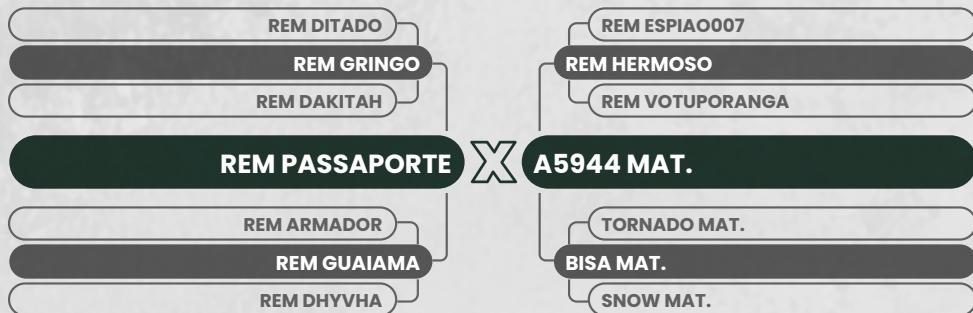 REM DITADO
REM GRINGO
REM DAKITAH
REM PASSAPORTE
REM ARMADOR
REM GUAIAMA
REM DHYVHA
X
REM ESPIAO007
REM HERMOSO
REM VOTUPORANGA
A5944 MAT.
TORNADO MAT.
BISA MAT.
SNOW MAT.